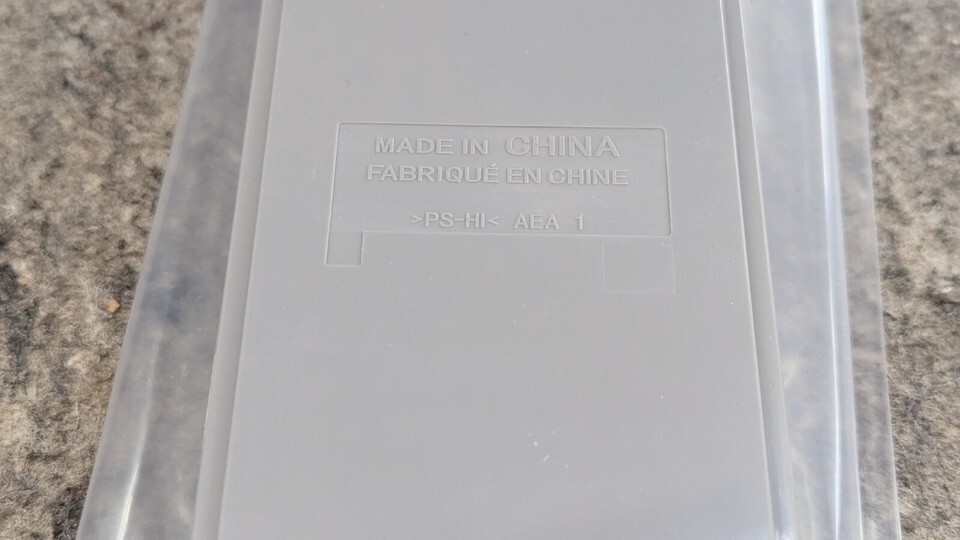 MADE IN CHINA
FABRIQUÉ EN CHINE
>PS-HI< AEA 1